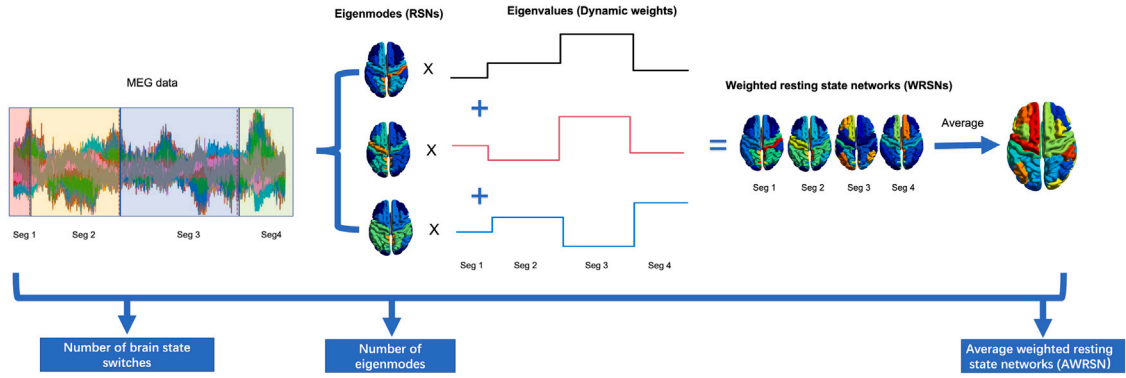 Eigenmodes (RSNs)
Eigenvalues (Dynamic weights)
MEG data
X
+
X
+
X
=
Weighted resting state networks (WRSNs)
Average
Seg 1
Seg 2
Seg 3
Seg4
Seg 1
Seg 2
Seg 3
Seg 4
Seg 1
Seg 2
Seg 3
Seg 4
Number of brain state
switches
Number of
eigenmodes
Average weighted resting
state networks (AWRSN)